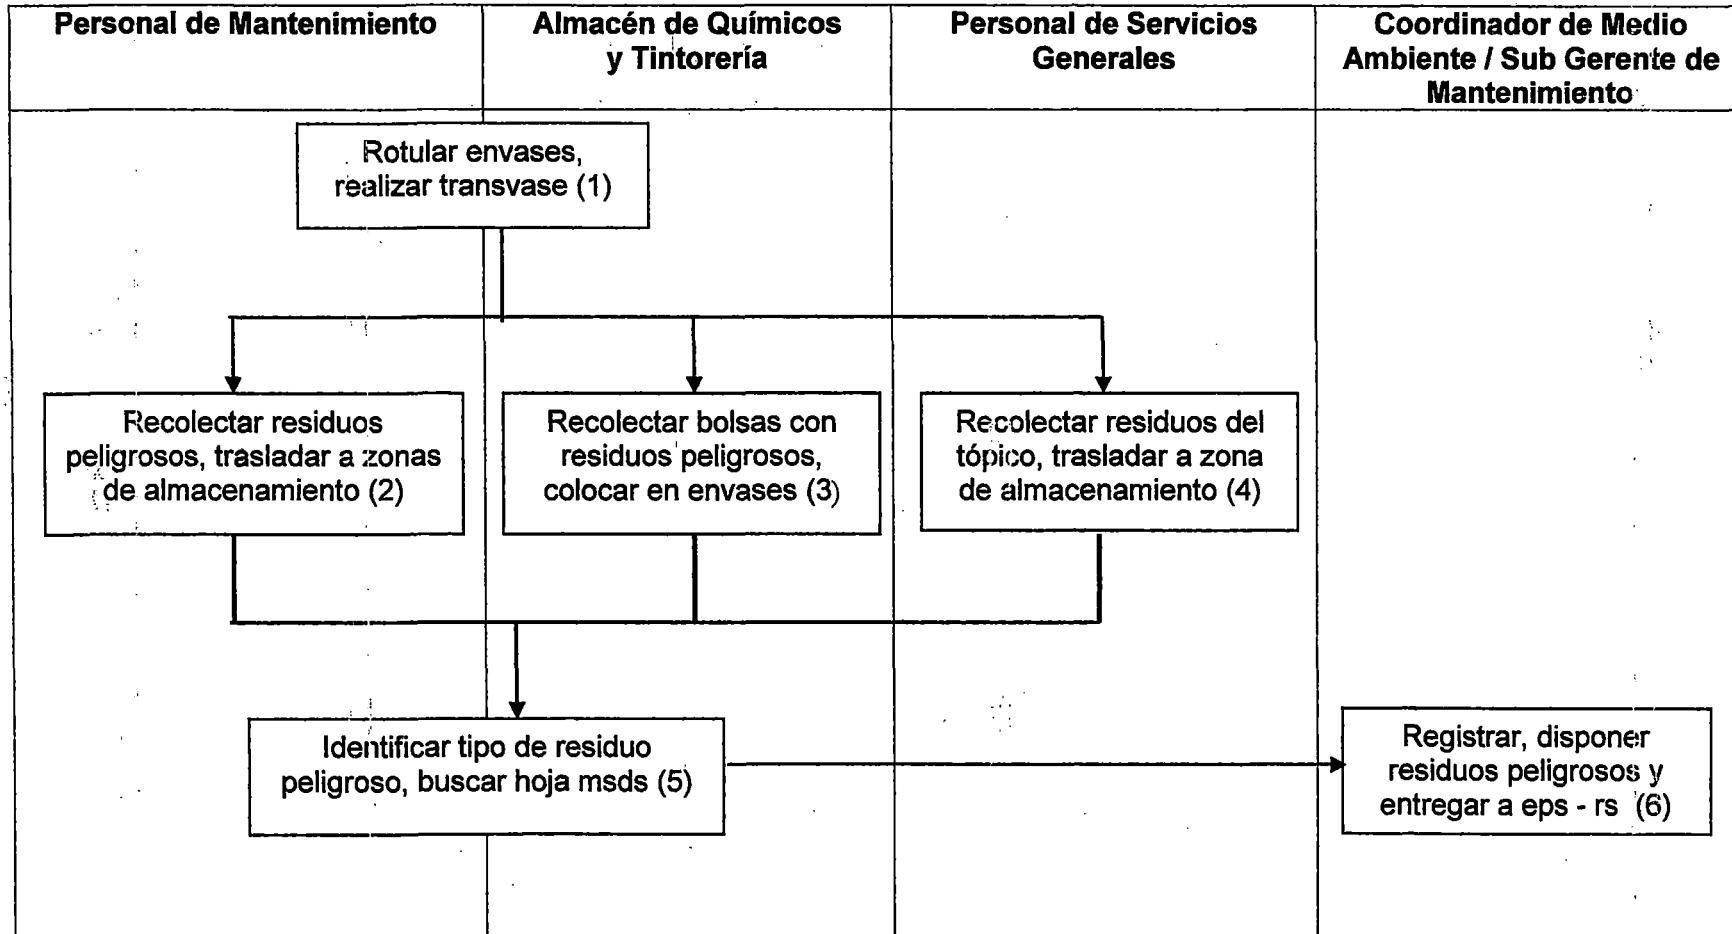 Personal de Mantenimiento
Almacén de Químicos
y Tintorería
Personal de Servicios
Generales
Coordinador de Medio
Ambiente / Sub Gerente de
Mantenimiento
Rotular envases,
realizar transvase (1)
Recolectar residuos
peligrosos, trasladar a zonas
de almacenamiento (2)
Recolectar bolsas con
residuos peligrosos,
colocar en envases (3)
Recolectar residuos del
tópico, trasladar a zona
de almacenamiento (4)
Identificar tipo de residuo
peligroso, buscar hoja msds (5)
Registrar, disponer
residuos peligrosos y
entregar a eps - rs (6)